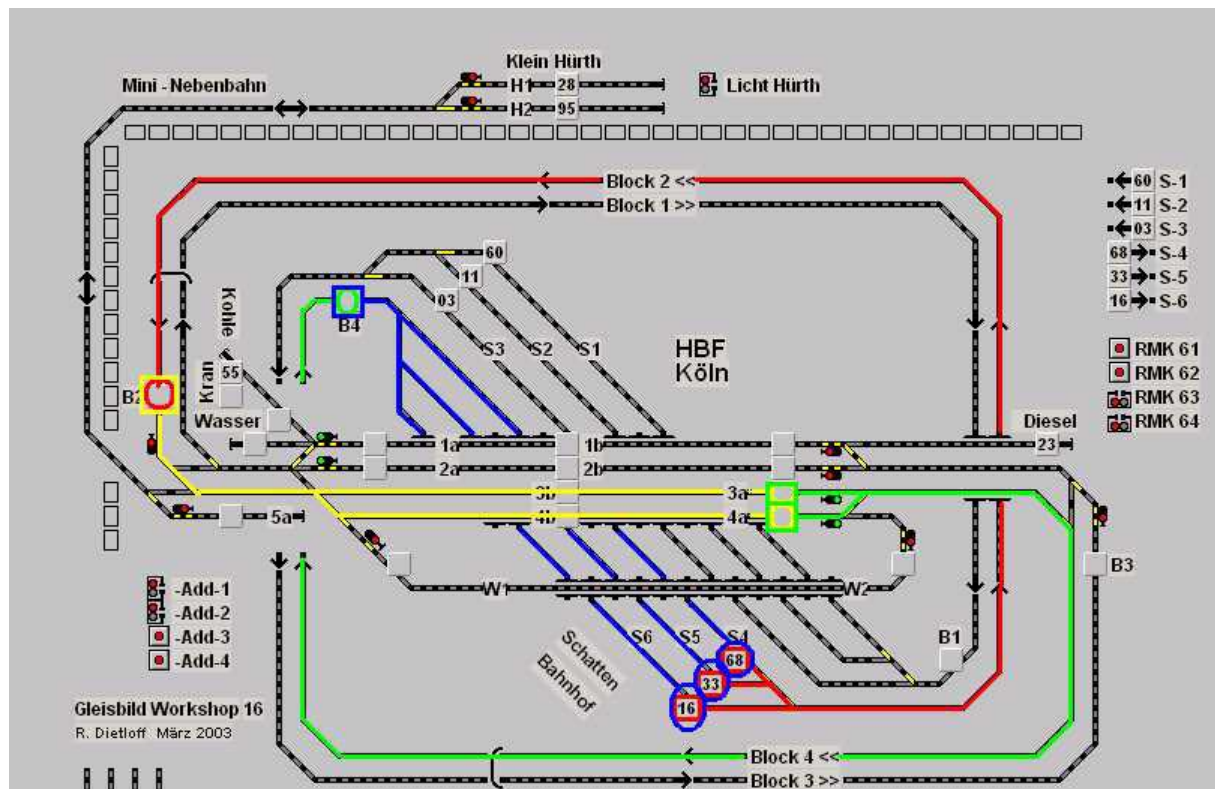 Klein Hürth
Mini - Nebenbahn
H1 28
Licht Hürth
H2 95
Block 2 <<
60 S-1
Block 1 >>
11 S-2
03 S-3
68 S-4
60
33 S-5
11
16 S-6
03
Kohle
B4
S3 S2 S1
HBF
Köln
RMK 61
55
Kran
RMK 62
B2
RMK 63
Wasser
Diesel
RMK 64
1a 1b 23
2a 2b
3b 3a
4b 4a
5a
B3
-Add-1
W1 W2
-Add-2
-Add-3
S6 S5 S4
B1
-Add-4
68
Schatten
Bahnhof
33
Gleisbild Workshop 16
16
R. Dietloff März 2003
Block 4 <<
Block 3 >>